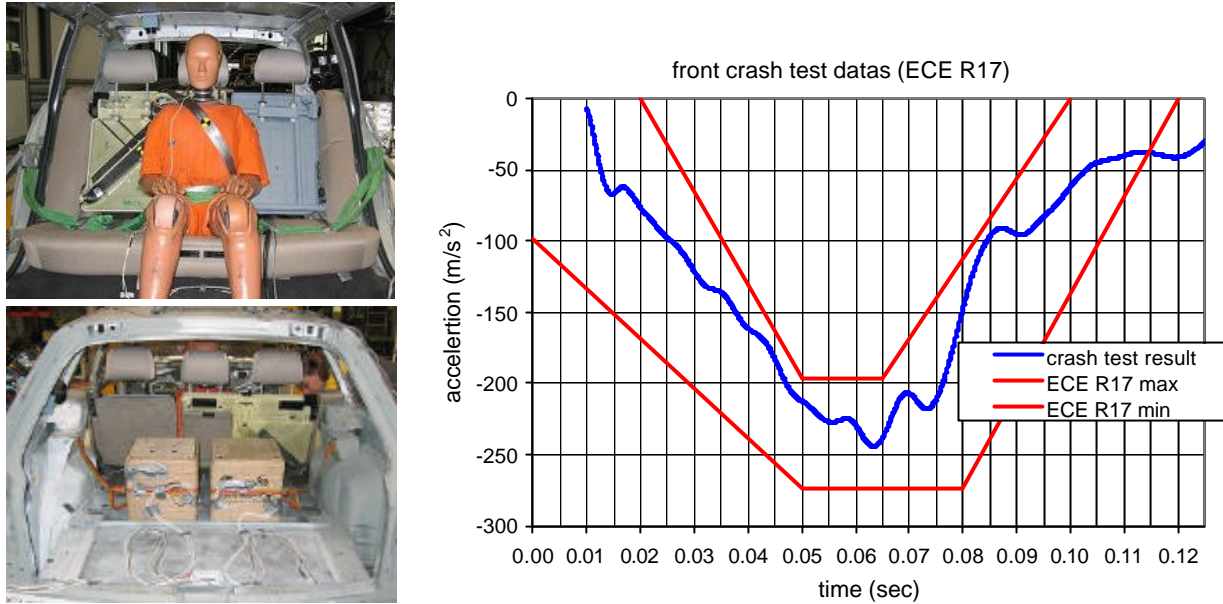 front crash test datas (ECE R17)
0
-50
-100
-150
-200
-250
-300
accelertion (m/s²)
crash test result
ECE R17 max
ECE R17 min
0.00 0.01 0.02 0.03 0.04 0.05 0.06 0.07 0.08 0.09 0.10 0.11 0.12
time (sec)